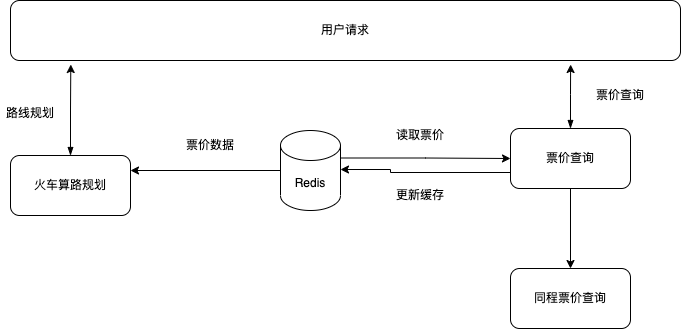 用户请求
票价查询
路线规划
票价数据
读取票价
火车算路规划
Redis
票价查询
更新缓存
同程票价查询